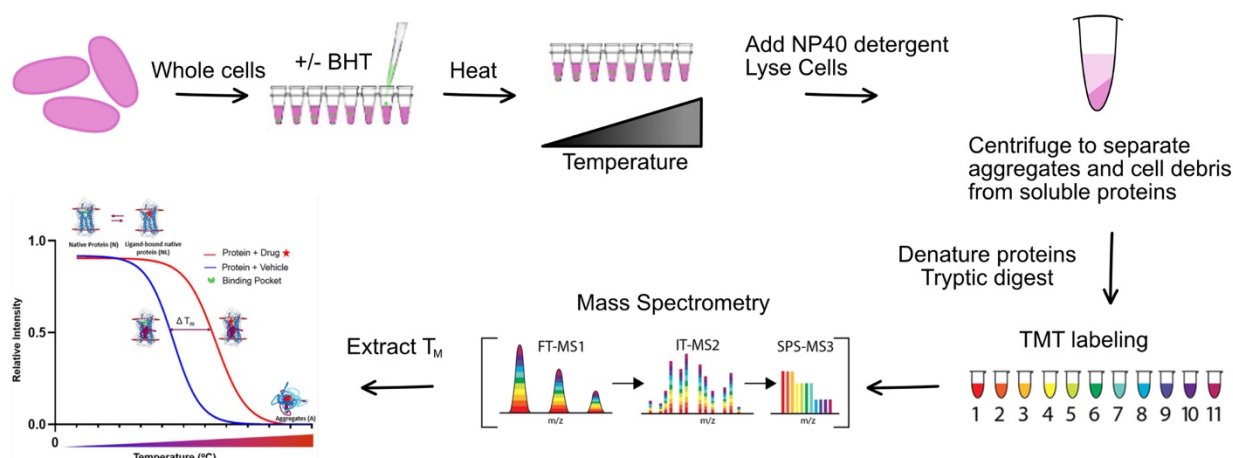 Whole cells
+/- BHT
Heat
Temperature
Add NP40 detergent
Lyse Cells
Centrifuge to separate
aggregates and cell debris
from soluble proteins
Denature proteins
Tryptic digest
TMT labeling
1 2 3 4 5 6 7 8 9 10 11
Mass Spectrometry
FT-MS1
IT-MS2
SPS-MS3
m/z
m/z
m/z
Extract TM
Native Protein (N)
Ligand-bound native
protein (NL)
Protein + Drug
Protein + Vehicle
Binding Pocket
Δ Tm
Aggregates (A)
Relative Intensity
1.0
0.5
0.0
0
Temperature (ºC)